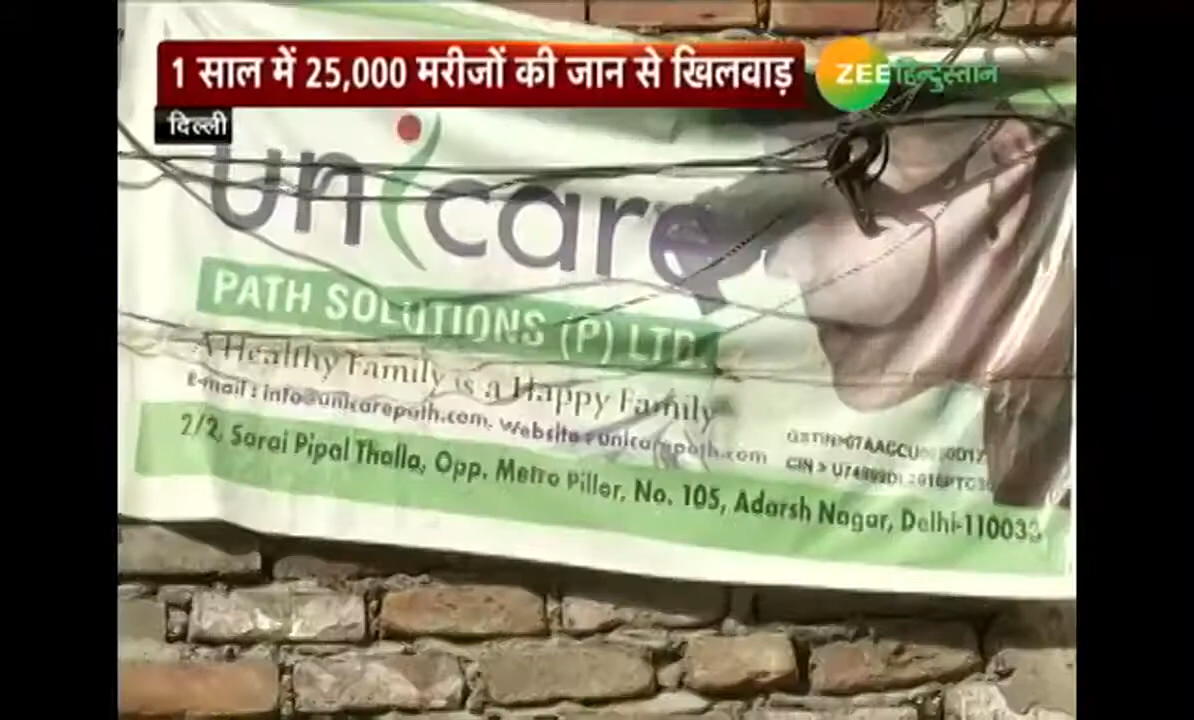 1 साल में 25,000 मरीजों की जान से खिलवाड़
ZEE हिन्दुस्तान
दिल्ली
unicare
PATH SOLUTIONS (P) LTD.
A Healthy Family is a Happy Family
E-mail : info@unicarepath.com, Website : unicarepath.com
2/2, Sarai Pipal Thalla, Opp. Metro Piller, No. 105, Adarsh Nagar, Delhi-110033